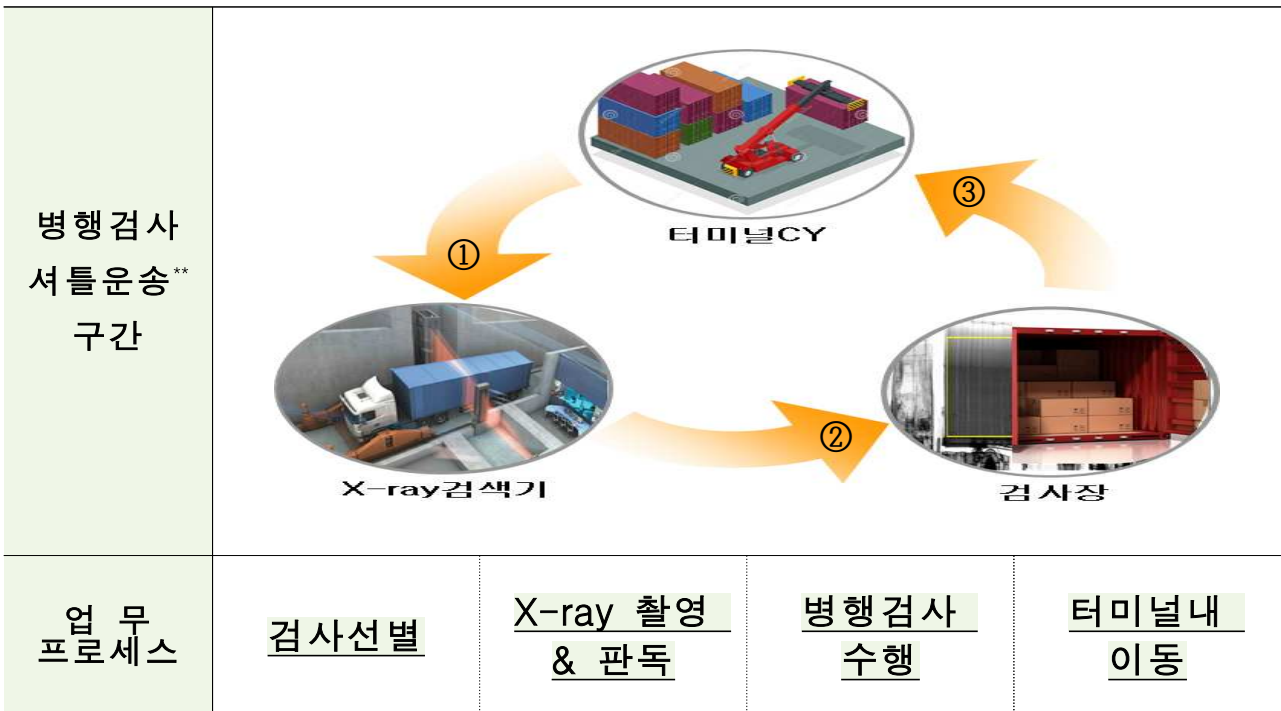 병행검사
셔틀운송**
구간
터미널CY
①
③
X-ray검색기
②
검사장
업 무
프로세스
검사선별
X-ray 촬영
& 판독
병행검사
수행
터미널내
이동